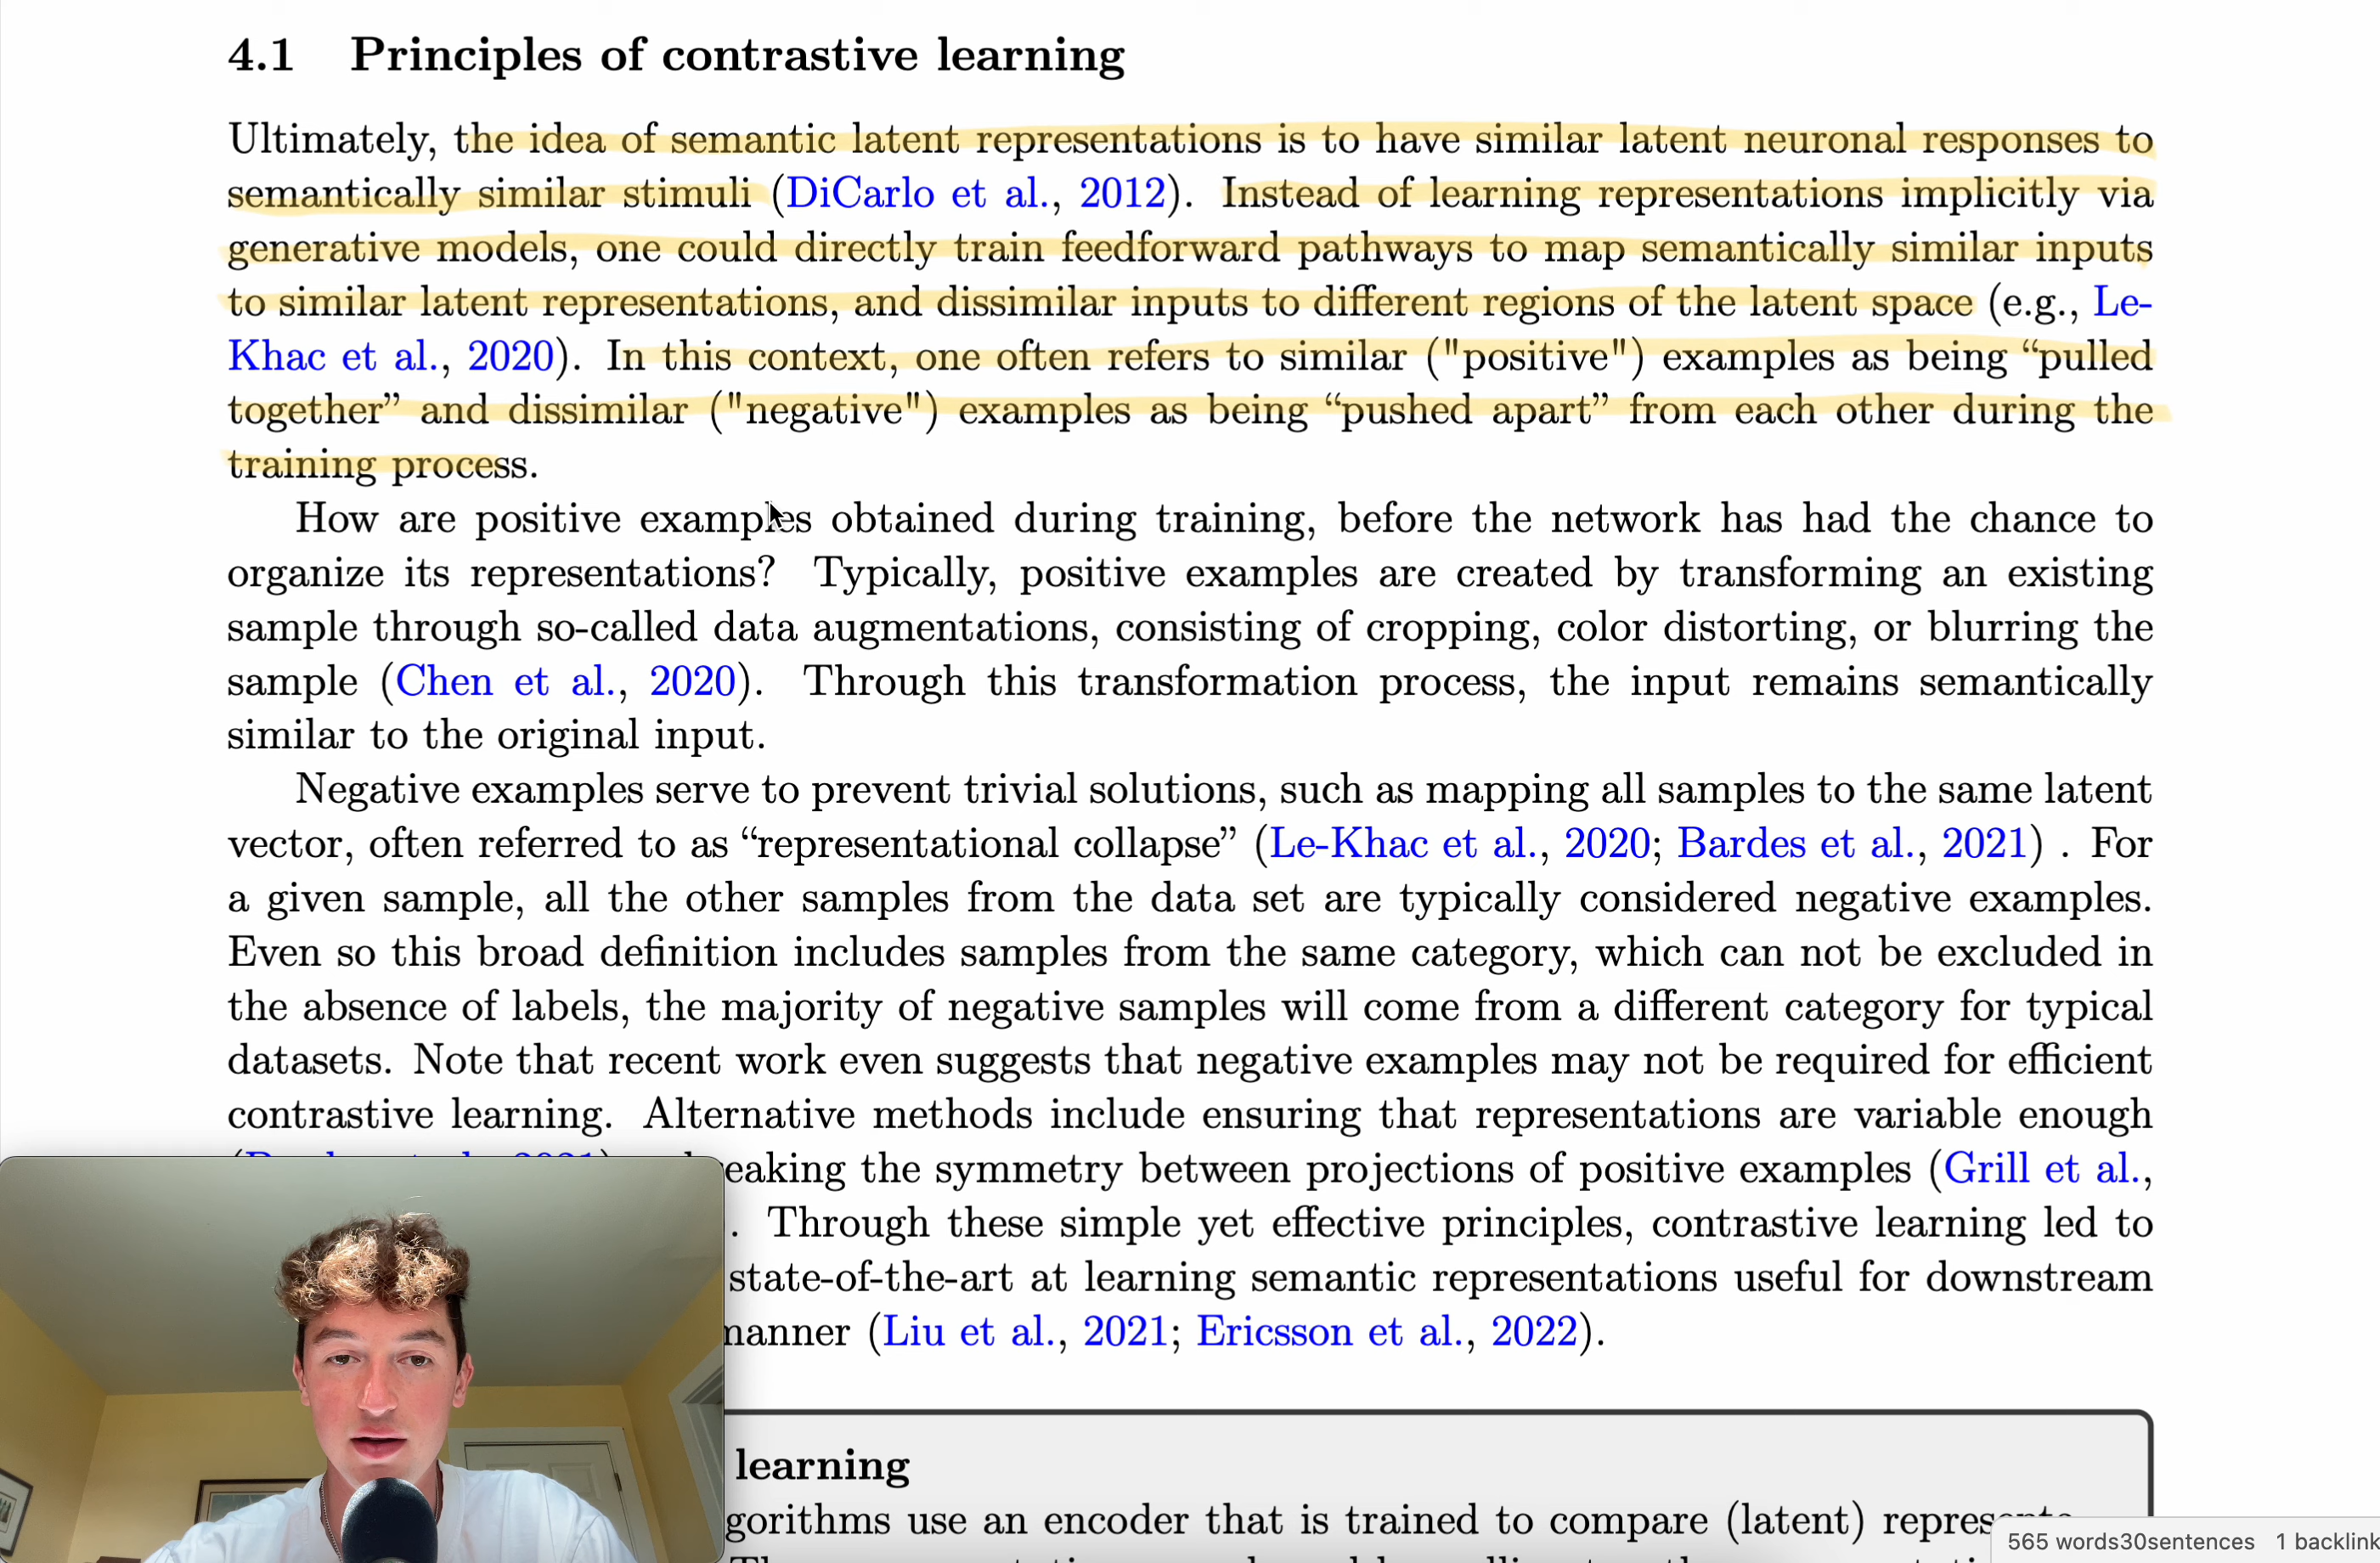 4.1 Principles of contrastive learning
Ultimately, the idea of semantic latent representations is to have similar latent neuronal responses to
semantically similar stimuli (DiCarlo et al., 2012). Instead of learning representations implicitly via
generative models, one could directly train feedforward pathways to map semantically similar inputs
to similar latent representations, and dissimilar inputs to different regions of the latent space (e.g., Le-
Khac et al., 2020). In this context, one often refers to similar ("positive") examples as being “pulled
together” and dissimilar ("negative") examples as being “pushed apart” from each other during the
training process.
How are positive examples obtained during training, before the network has had the chance to
organize its representations? Typically, positive examples are created by transforming an existing
sample through so-called data augmentations, consisting of cropping, color distorting, or blurring the
sample (Chen et al., 2020). Through this transformation process, the input remains semantically
similar to the original input.
Negative examples serve to prevent trivial solutions, such as mapping all samples to the same latent
vector, often referred to as “representational collapse” (Le-Khac et al., 2020; Bardes et al., 2021) . For
a given sample, all the other samples from the data set are typically considered negative examples.
Even so this broad definition includes samples from the same category, which can not be excluded in
the absence of labels, the majority of negative samples will come from a different category for typical
datasets. Note that recent work even suggests that negative examples may not be required for efficient
contrastive learning. Alternative methods include ensuring that representations are variable enough
eaking the symmetry between projections of positive examples (Grill et al.,
. Through these simple yet effective principles, contrastive learning led to
state-of-the-art at learning semantic representations useful for downstream
manner (Liu et al., 2021; Ericsson et al., 2022).
learning
gorithms use an encoder that is trained to compare (latent)
565 words30sentences 1 backlink